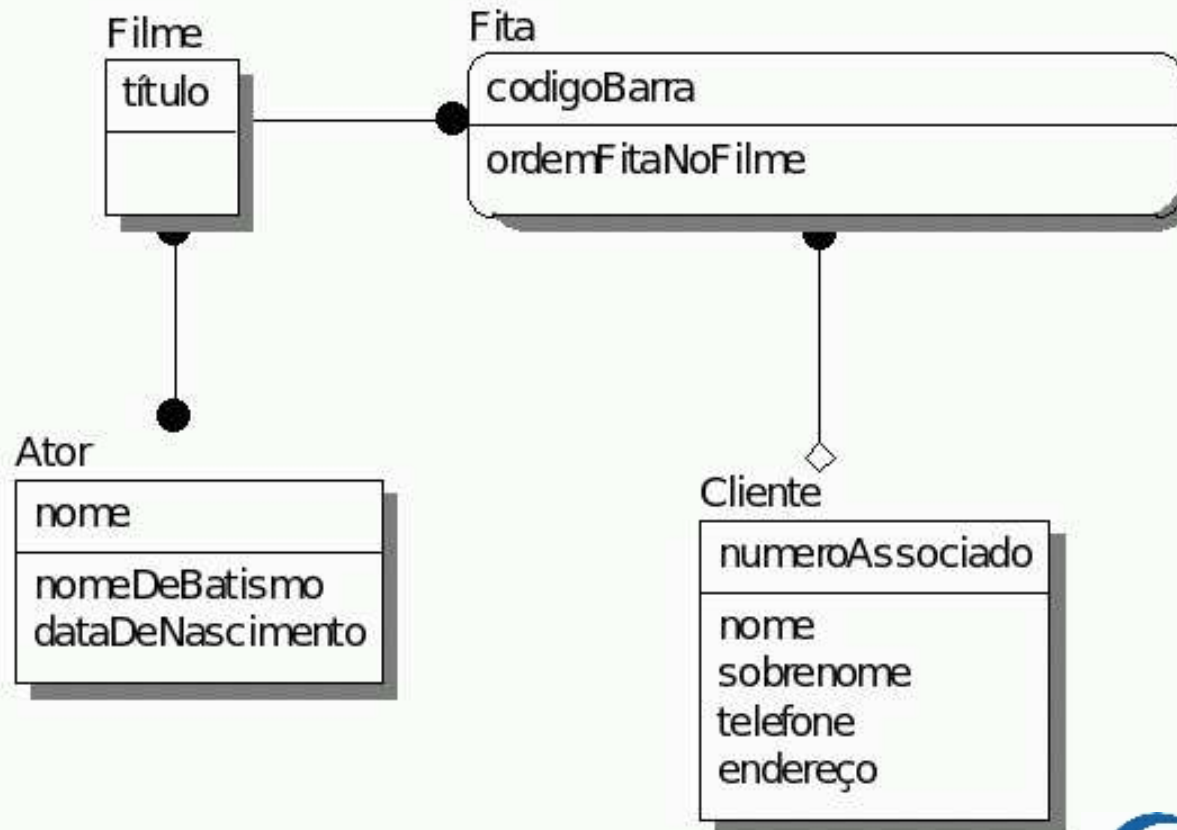 Filme
título
Fita
codigoBarra
ordemFitaNoFilme
Ator
nome
nomeDeBatismo
dataDeNascimento
Cliente
numeroAssociado
nome
sobrenome
telefone
endereço